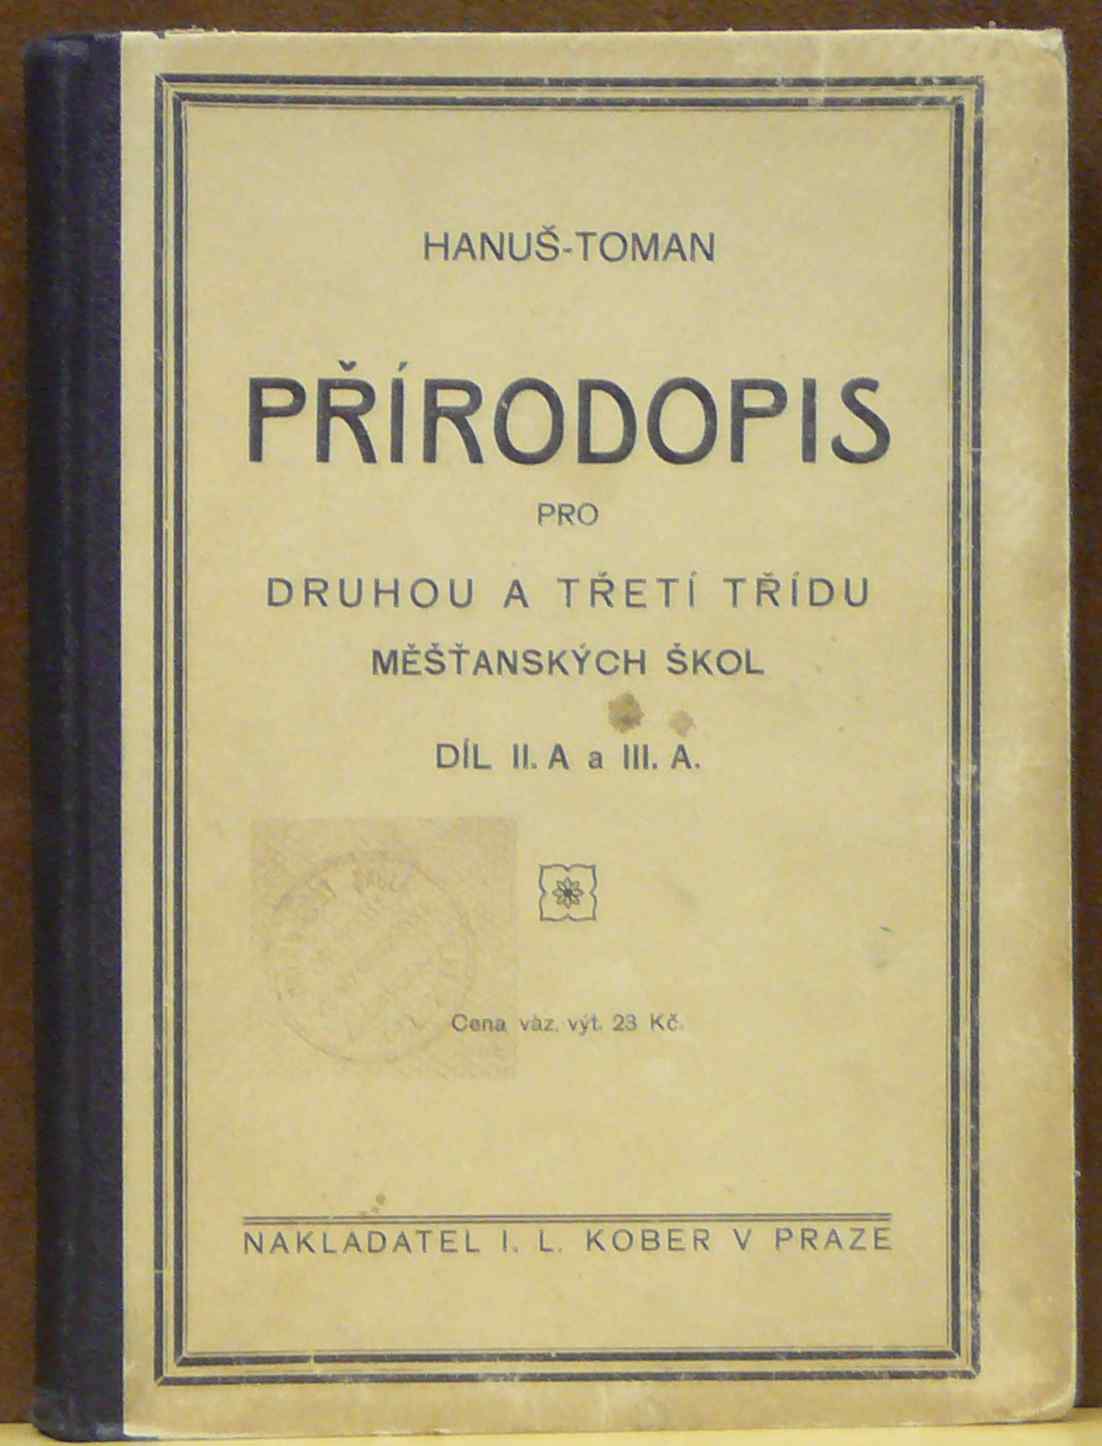 HANUŠ-TOMAN
PŘÍRODOPIS
PRO
DRUHOU A TŘETÍ TŘÍDU
MĚŠŤANSKÝCH ŠKOL
DÍL II. A a III. A.
Cena váz. výt. 23 Kč.
NAKLADATEL I. L. KOBER V PRAZE